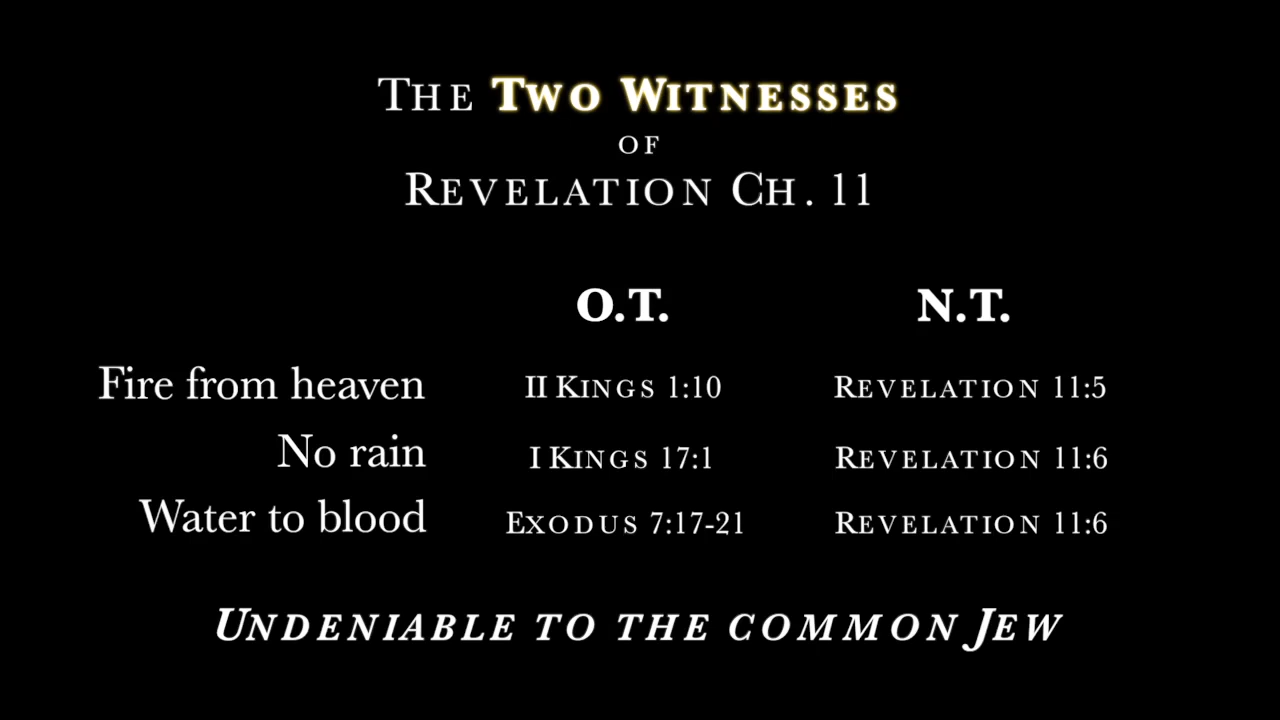 The Two Witnesses
of
Revelation Ch. 11
O.T. N.T.
Fire from heaven II Kings 1:10 Revelation 11:5
No rain I Kings 17:1 Revelation 11:6
Water to blood Exodus 7:17-21 Revelation 11:6
Undeniable to the common Jew